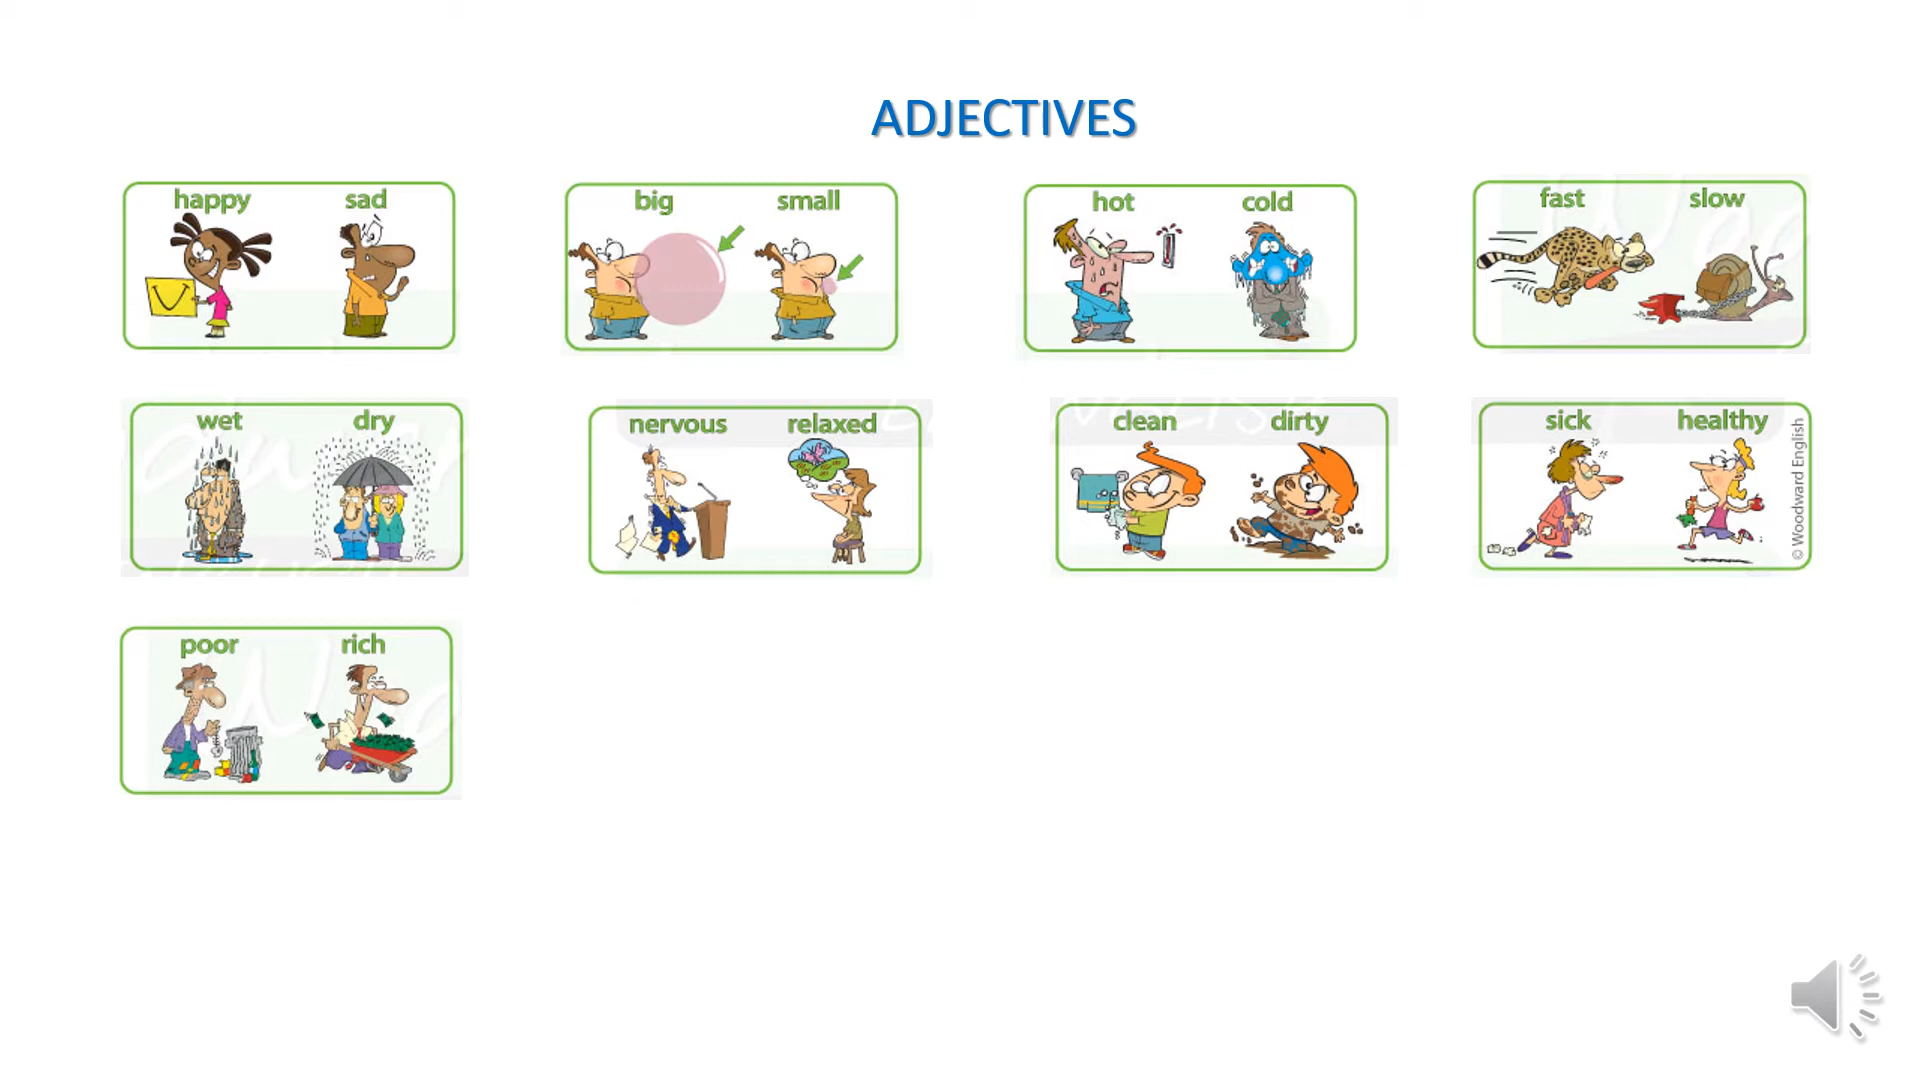 ADJECTIVES
happy sad
big small
hot cold
fast slow
wet dry
nervous relaxed
clean dirty
sick healthy
© Woodward English
poor rich